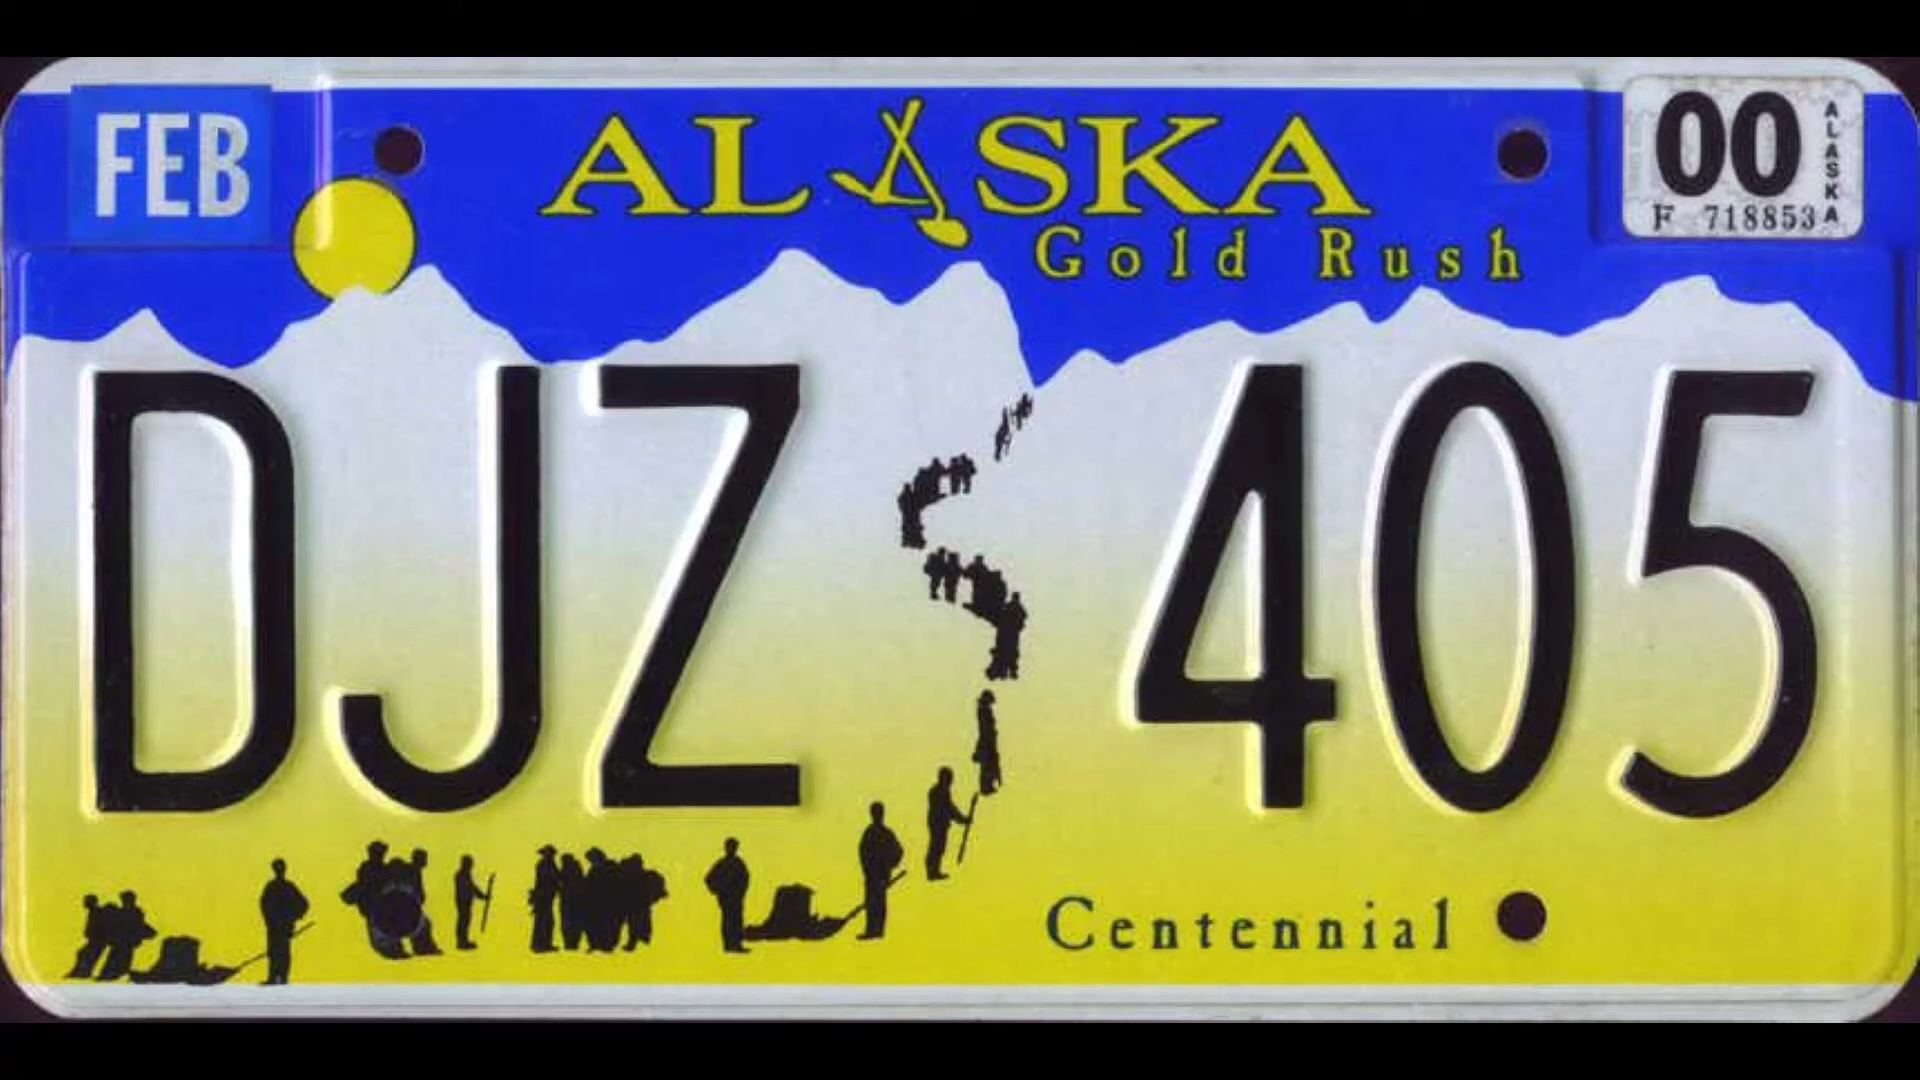 FEB
ALASKA
00
ALASKA
F 718853
Gold Rush
DJZ 405
Centennial